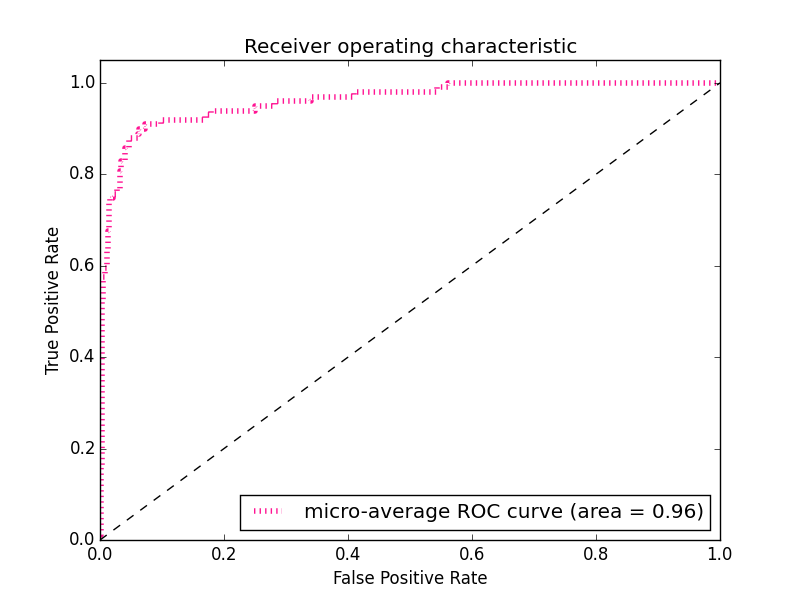 Receiver operating characteristic
1.0
0.8
0.6
0.4
0.2
0.0
True Positive Rate
micro-average ROC curve (area = 0.96)
0.0 0.2 0.4 0.6 0.8 1.0
False Positive Rate